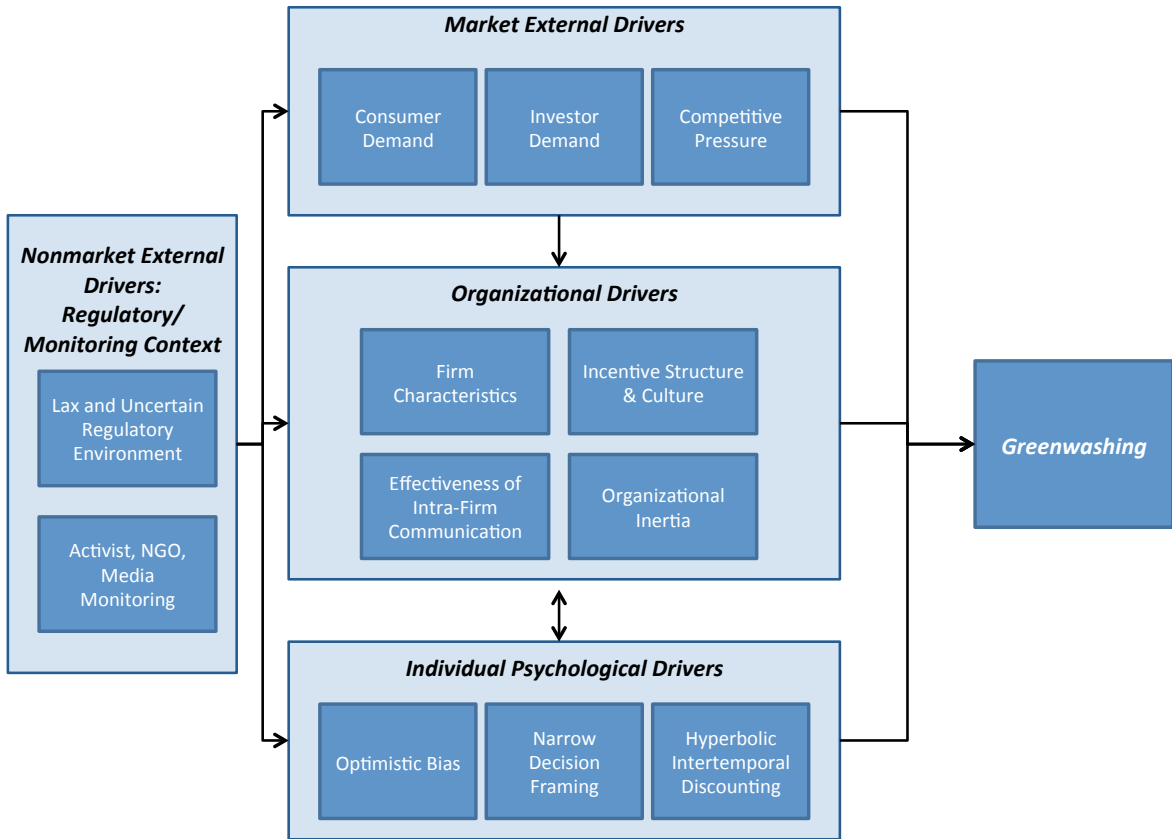 Market External Drivers
Consumer
Demand
Investor
Demand
Competitive
Pressure
Nonmarket External
Drivers:
Regulatory/
Monitoring Context
Lax and Uncertain
Regulatory
Environment
Activist, NGO,
Media
Monitoring
Organizational Drivers
Firm
Characteristics
Incentive Structure
& Culture
Effectiveness of
Intra-Firm
Communication
Organizational
Inertia
Individual Psychological Drivers
Optimistic Bias
Narrow
Decision
Framing
Hyperbolic
Intertemporal
Discounting
Greenwashing